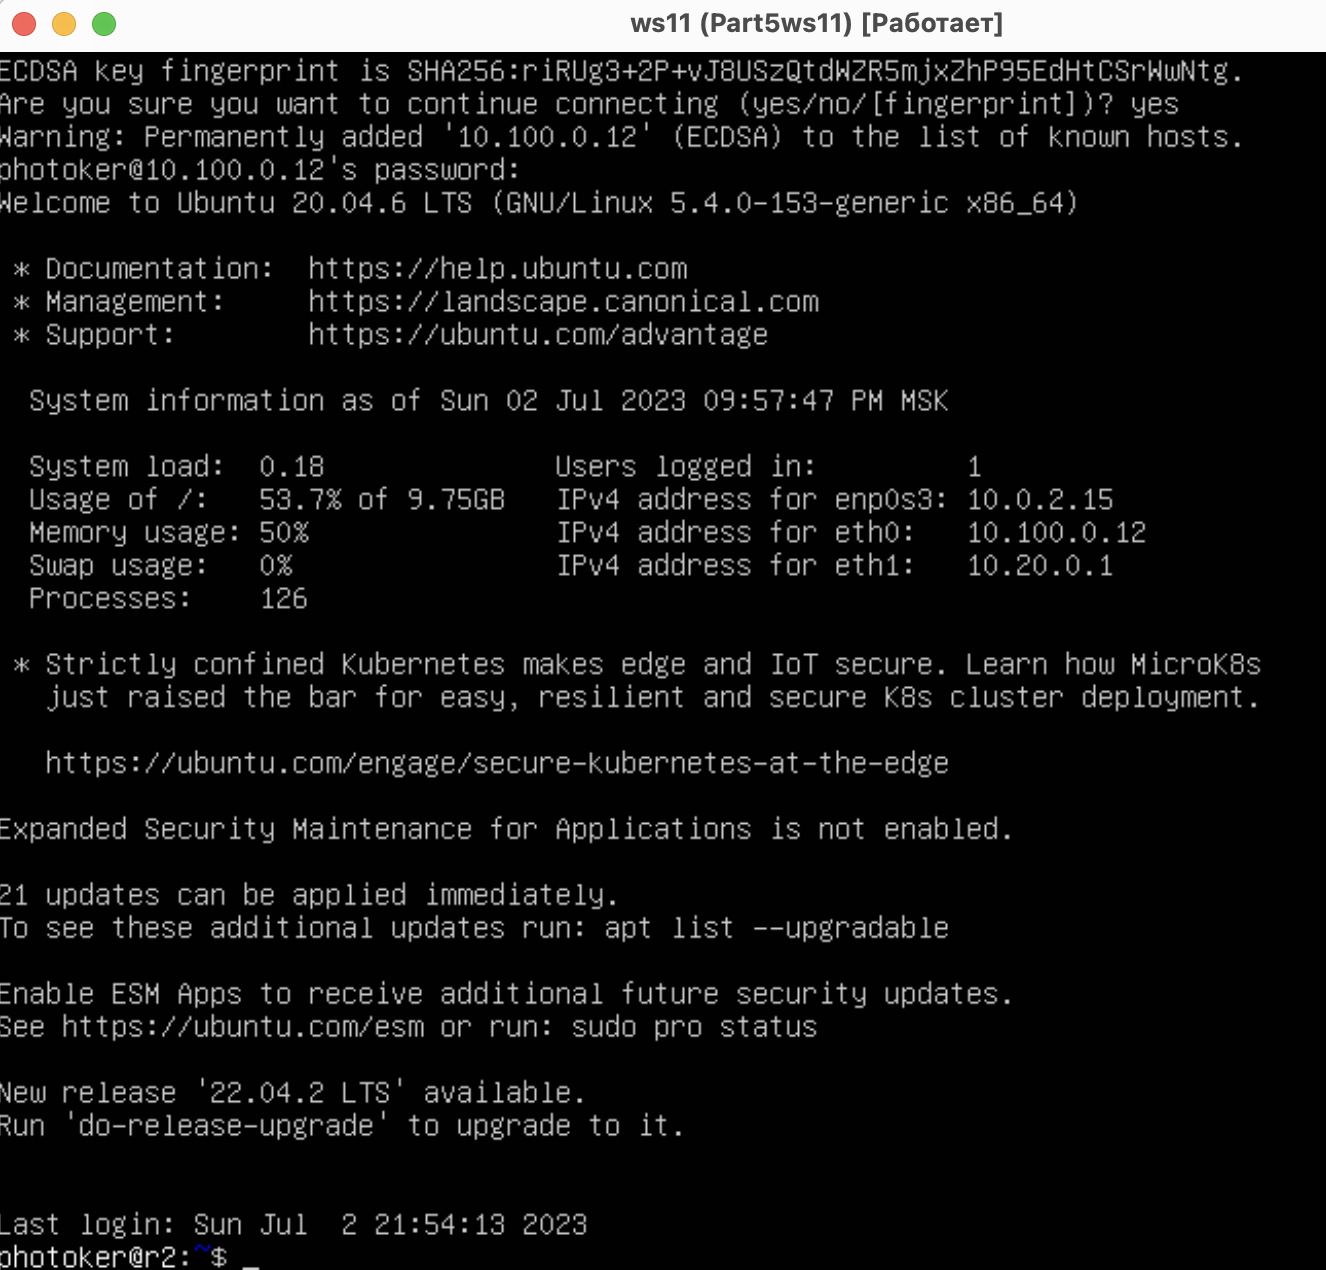 ws11 (Part5ws11) [Работает]
ECDSA key fingerprint is SHA256:riRUg3+2P+vJ8USzQtdWZR5mjxZhP95EdHtCSrWwNtg.
Are you sure you want to continue connecting (yes/no/[fingerprint])? yes
Warning: Permanently added '10.100.0.12' (ECDSA) to the list of known hosts.
photoker@10.100.0.12's password:
Welcome to Ubuntu 20.04.6 LTS (GNU/Linux 5.4.0-153-generic x86_64)
* Documentation:  https://help.ubuntu.com
* Management:     https://landscape.canonical.com
* Support:        https://ubuntu.com/advantage
System information as of Sun 02 Jul 2023 09:57:47 PM MSK
System load:  0.18              Users logged in:         1
Usage of /:   53.7% of 9.75GB   IPv4 address for enp0s3: 10.0.2.15
Memory usage: 50%               IPv4 address for eth0:   10.100.0.12
Swap usage:   0%                IPv4 address for eth1:   10.20.0.1
Processes:    126
* Strictly confined Kubernetes makes edge and IoT secure. Learn how MicroK8s
just raised the bar for easy, resilient and secure K8s cluster deployment.
https://ubuntu.com/engage/secure-kubernetes-at-the-edge
Expanded Security Maintenance for Applications is not enabled.
21 updates can be applied immediately.
To see these additional updates run: apt list --upgradable
Enable ESM Apps to receive additional future security updates.
See https://ubuntu.com/esm or run: sudo pro status
New release '22.04.2 LTS' available.
Run 'do-release-upgrade' to upgrade to it.
Last login: Sun Jul  2 21:54:13 2023
photoker@r2:~$ _